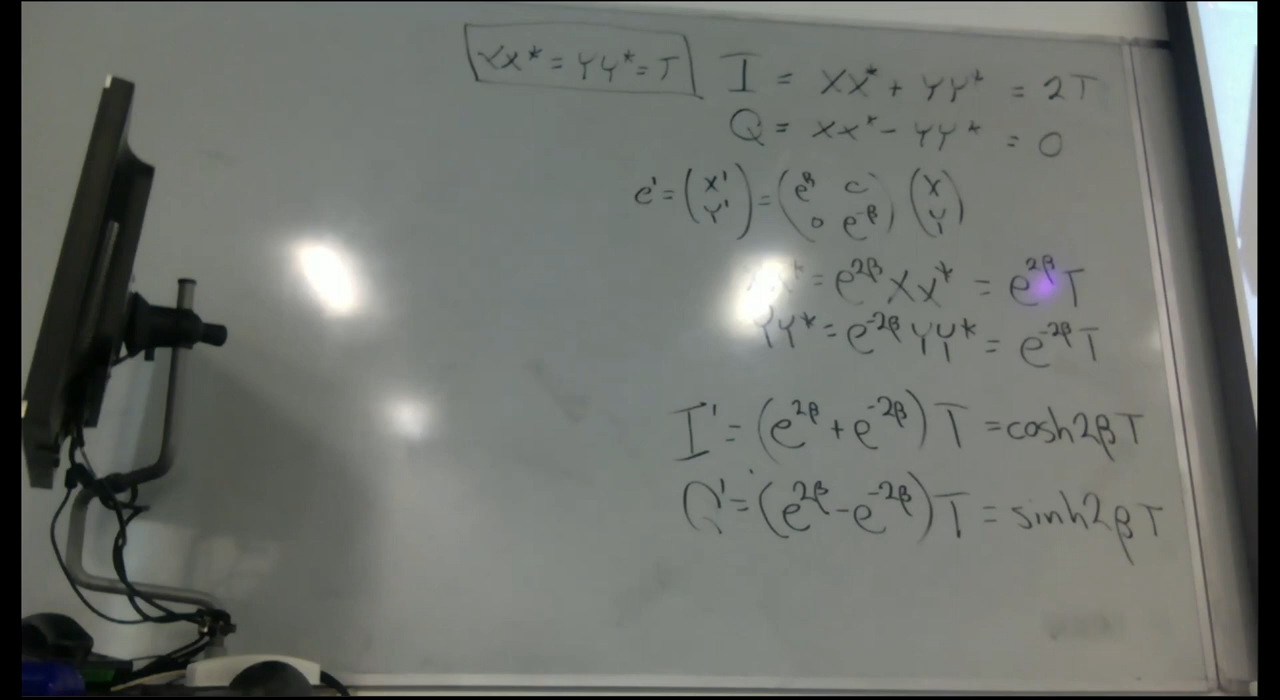 XX* = YY* = T
I = XX* + YY* = 2T
Q = XX* - YY* = 0
e' = (X' Y') = (e^β 0 0 e^-β) (X Y)
= e^2β XX* = e^2β T
YY* = e^-2β YY* = e^-2β T
I' = (e^2β + e^-2β) T = cosh2β T
Q' = (e^2β - e^-2β) T = sinh2β T